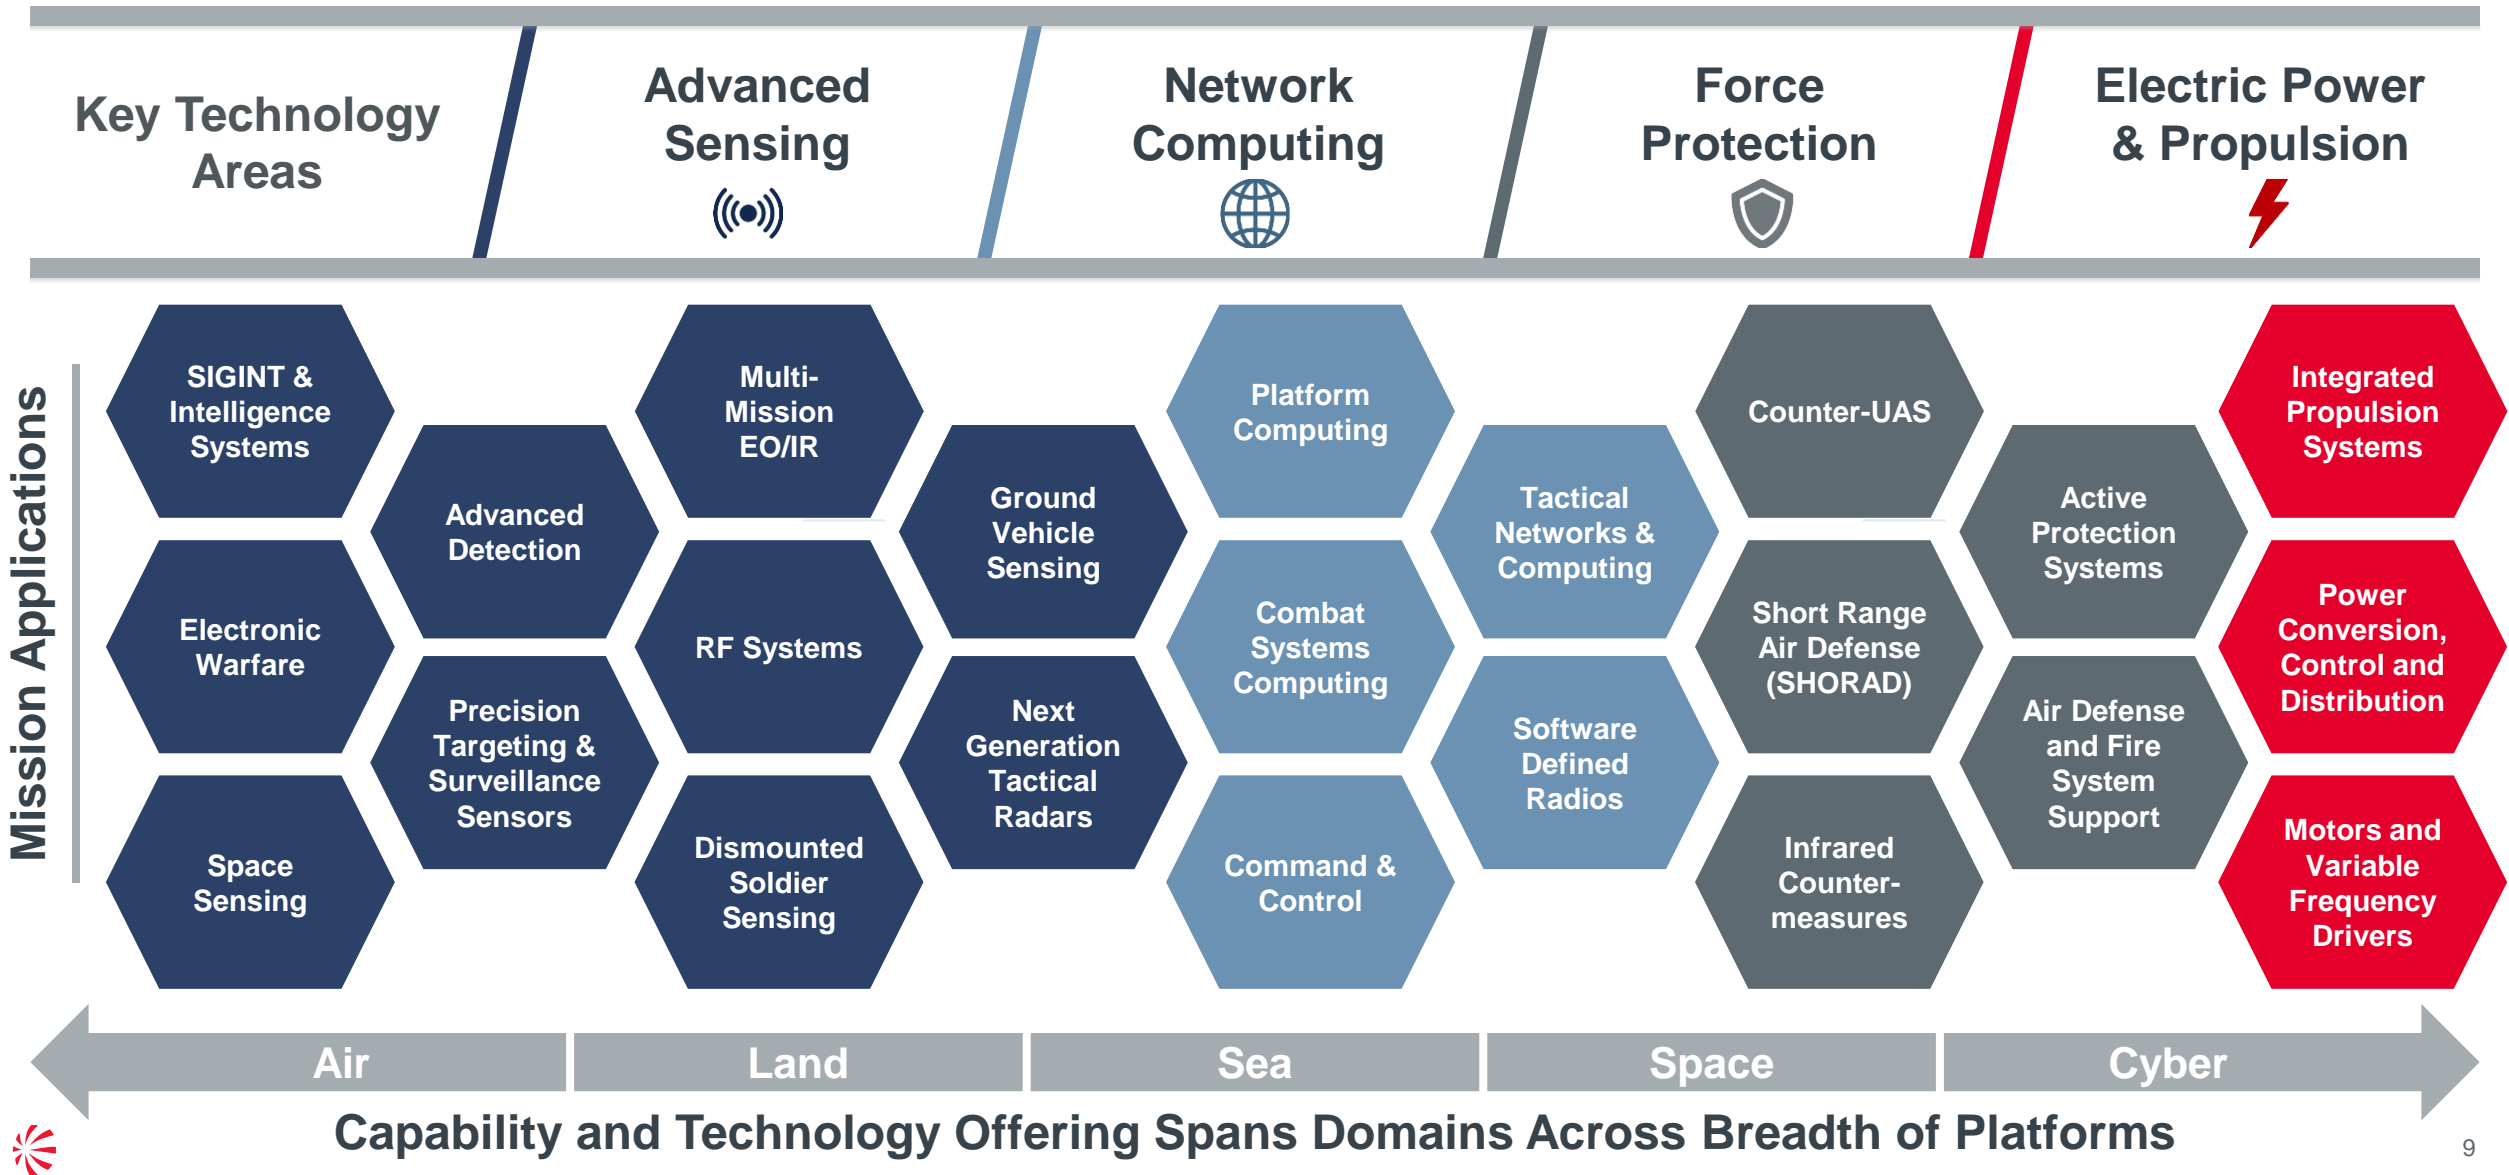 Key Technology
Areas
Advanced
Sensing
Network
Computing
Force
Protection
Electric Power
& Propulsion
Mission Applications
SIGINT &
Intelligence
Systems
Electronic
Warfare
Space
Sensing
Advanced
Detection
Precision
Targeting &
Surveillance
Sensors
Multi-
Mission
EO/IR
RF Systems
Dismounted
Soldier
Sensing
Ground
Vehicle
Sensing
Next
Generation
Tactical
Radars
Platform
Computing
Combat
Systems
Computing
Command &
Control
Tactical
Networks &
Computing
Software
Defined
Radios
Counter-UAS
Short Range
Air Defense
(SHORAD)
Infrared
Counter-
measures
Active
Protection
Systems
Air Defense
and Fire
System
Support
Integrated
Propulsion
Systems
Power
Conversion,
Control and
Distribution
Motors and
Variable
Frequency
Drivers
Air
Land
Sea
Space
Cyber
Capability and Technology Offering Spans Domains Across Breadth of Platforms
9